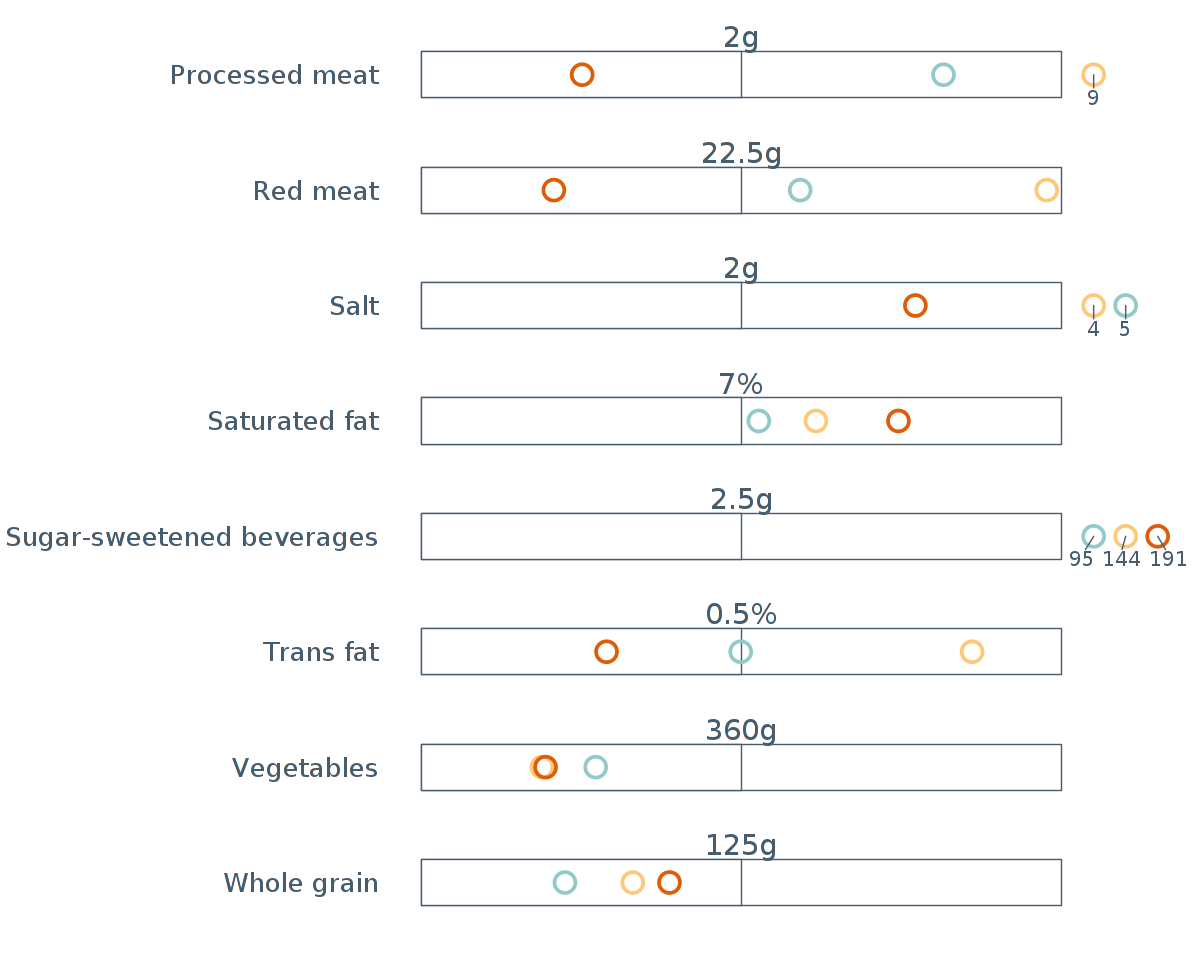 2g
Processed meat
9
22.5g
Red meat
2g
Salt
4 5
7%
Saturated fat
2.5g
Sugar-sweetened beverages
95 144 191
0.5%
Trans fat
360g
Vegetables
125g
Whole grain